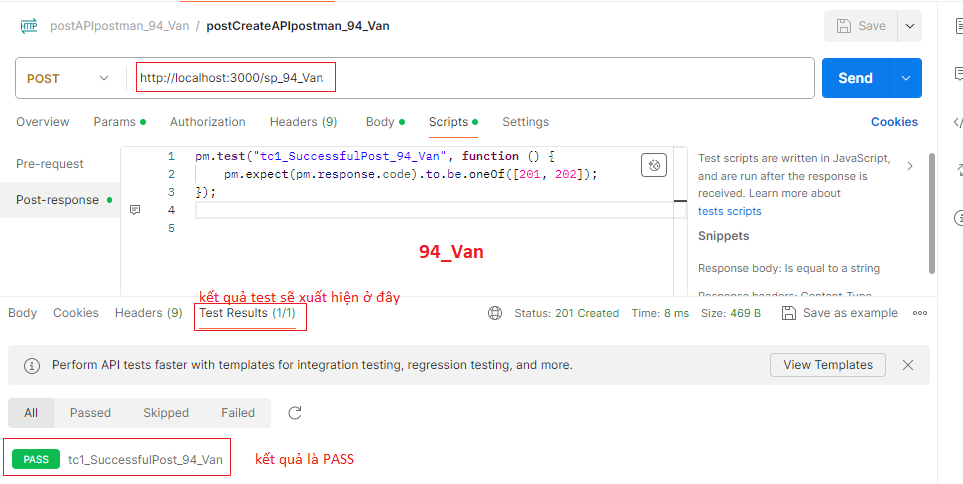 HTTP postAPIpostman_94_Van / postCreateAPIpostman_94_Van Save
POST http://localhost:3000/sp_94_Van Send
Overview Params Authorization Headers (9) Body Scripts Settings Cookies
Pre-request
Post-response
1 pm.test("tc1_SuccessfulPost_94_Van", function () {
2 pm.expect(pm.response.code).to.be.oneOf([201, 202]);
3 });
4
5
Test scripts are written in JavaScript,
and are run after the response is
received. Learn more about
tests scripts
Snippets
Response body: Is equal to a string
Response headers: Content-Type
94_Van
kết quả test sẽ xuất hiện ở đây
Body Cookies Headers (9) Test Results (1/1) Status: 201 Created Time: 8 ms Size: 469 B Save as example
Perform API tests faster with templates for integration testing, regression testing, and more. View Templates
All Passed Skipped Failed
PASS tc1_SuccessfulPost_94_Van kết quả là PASS